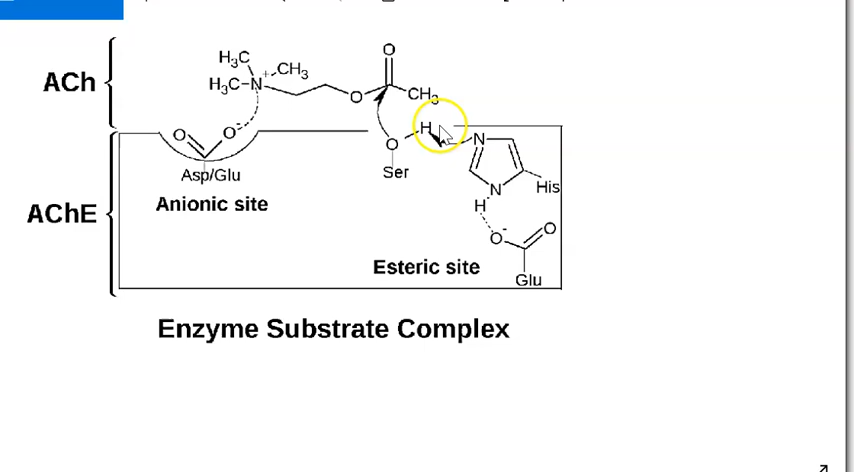 ACh
H₃C
H₃C-N⁺-CH₃
O
O
CH₃
AChE
O
O⁻
Asp/Glu
Anionic site
H
O
Ser
N
N
H
His
O⁻
O
Glu
Esteric site
Enzyme Substrate Complex